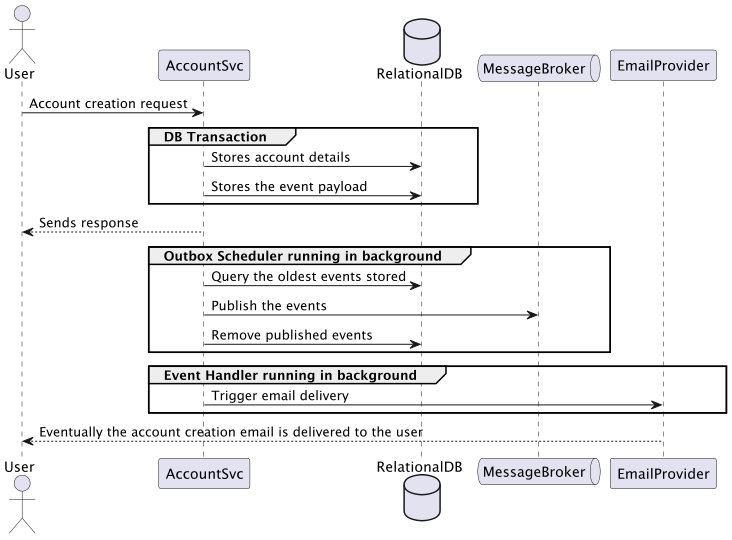 User
AccountSvc
RelationalDB
MessageBroker
EmailProvider
Account creation request
DB Transaction
Stores account details
Stores the event payload
Sends response
Outbox Scheduler running in background
Query the oldest events stored
Publish the events
Remove published events
Event Handler running in background
Trigger email delivery
Eventually the account creation email is delivered to the user
User
AccountSvc
RelationalDB
MessageBroker
EmailProvider